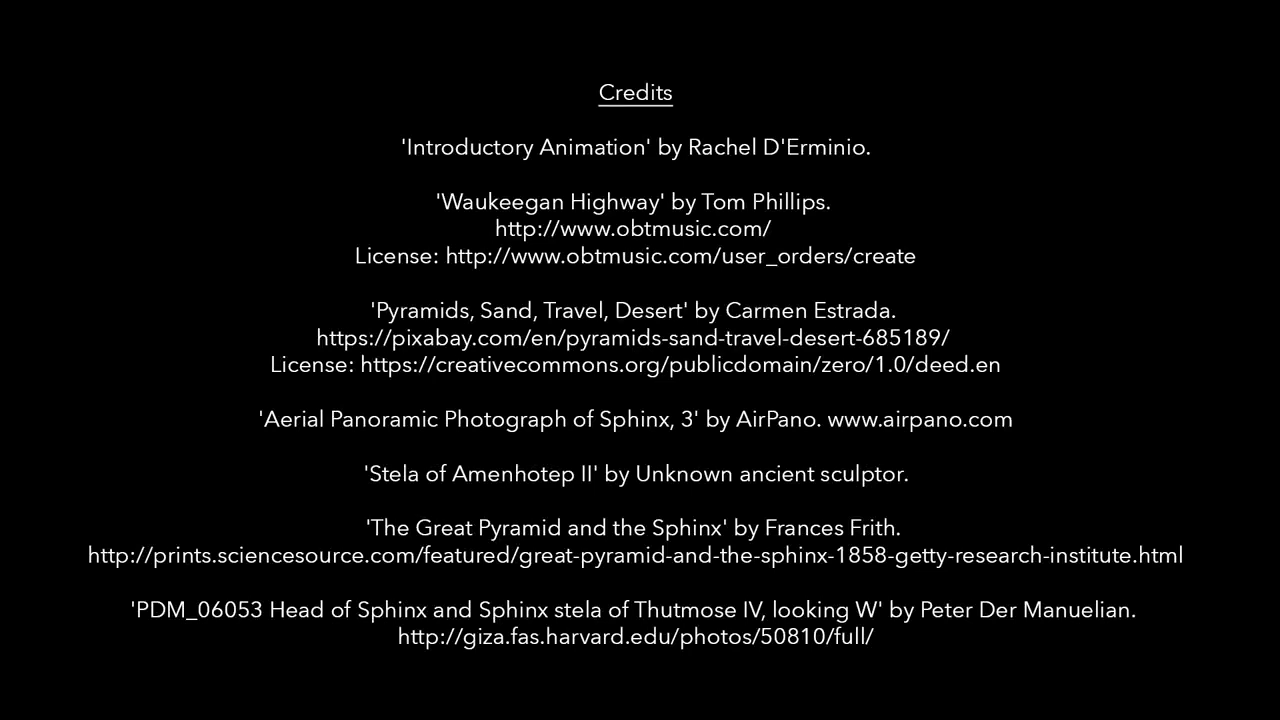 Credits
'Introductory Animation' by Rachel D'Erminio.
'Waukeegan Highway' by Tom Phillips.
http://www.obtmusic.com/
License: http://www.obtmusic.com/user_orders/create
'Pyramids, Sand, Travel, Desert' by Carmen Estrada.
https://pixabay.com/en/pyramids-sand-travel-desert-685189/
License: https://creativecommons.org/publicdomain/zero/1.0/deed.en
'Aerial Panoramic Photograph of Sphinx, 3' by AirPano. www.airpano.com
'Stela of Amenhotep II' by Unknown ancient sculptor.
'The Great Pyramid and the Sphinx' by Frances Frith.
http://prints.sciencesource.com/featured/great-pyramid-and-the-sphinx-1858-getty-research-institute.html
'PDM_06053 Head of Sphinx and Sphinx stela of Thutmose IV, looking W' by Peter Der Manuelian.
http://giza.fas.harvard.edu/photos/50810/full/